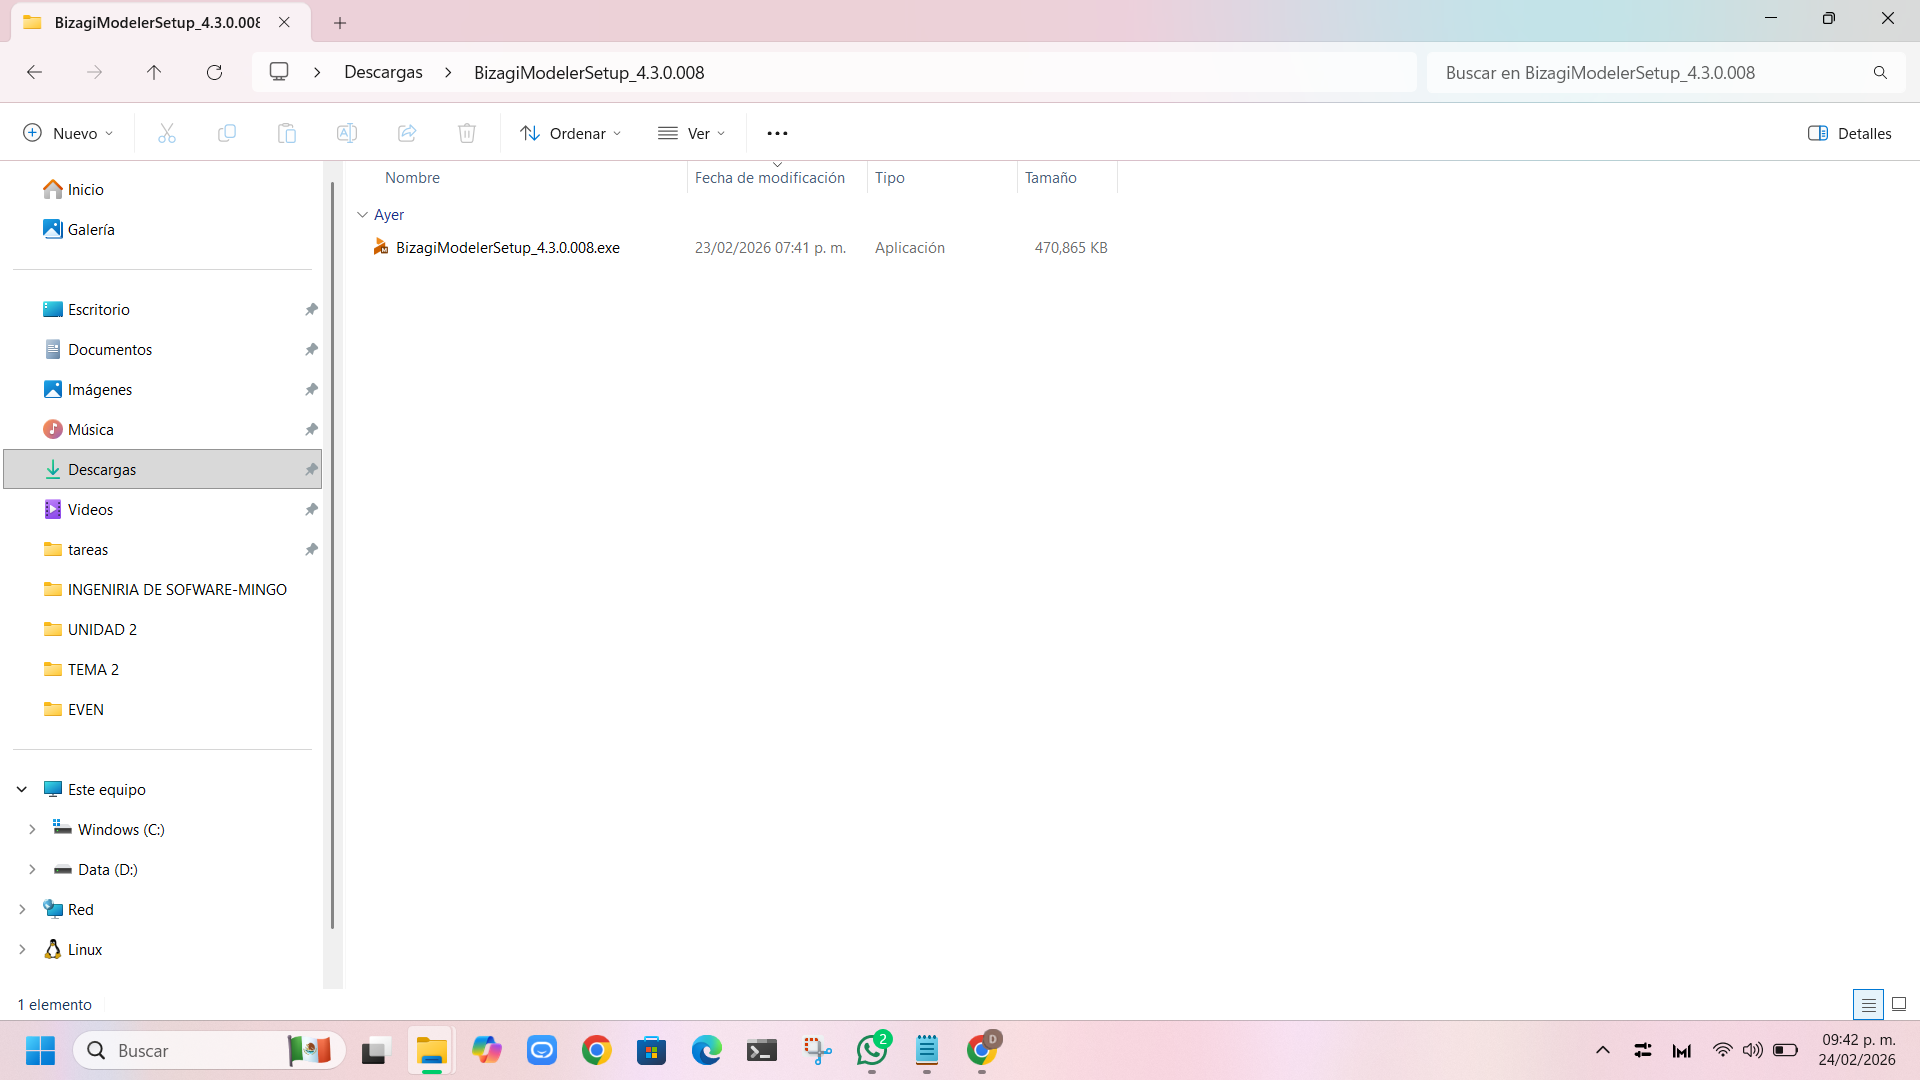 BizagiModelerSetup_4.3.0.008
Descargas
BizagiModelerSetup_4.3.0.008
Buscar en BizagiModelerSetup_4.3.0.008
Nuevo
Ordenar
Ver
Detalles
Nombre
Fecha de modificación
Tipo
Tamaño
Ayer
BizagiModelerSetup_4.3.0.008.exe
23/02/2026 07:41 p. m.
Aplicación
470,865 KB
Inicio
Galería
Escritorio
Documentos
Imágenes
Música
Descargas
Videos
tareas
INGENIRIA DE SOFWARE-MINGO
UNIDAD 2
TEMA 2
EVEN
Este equipo
Windows (C:)
Data (D:)
Red
Linux
1 elemento
Buscar
2
D
09:42 p. m.
24/02/2026